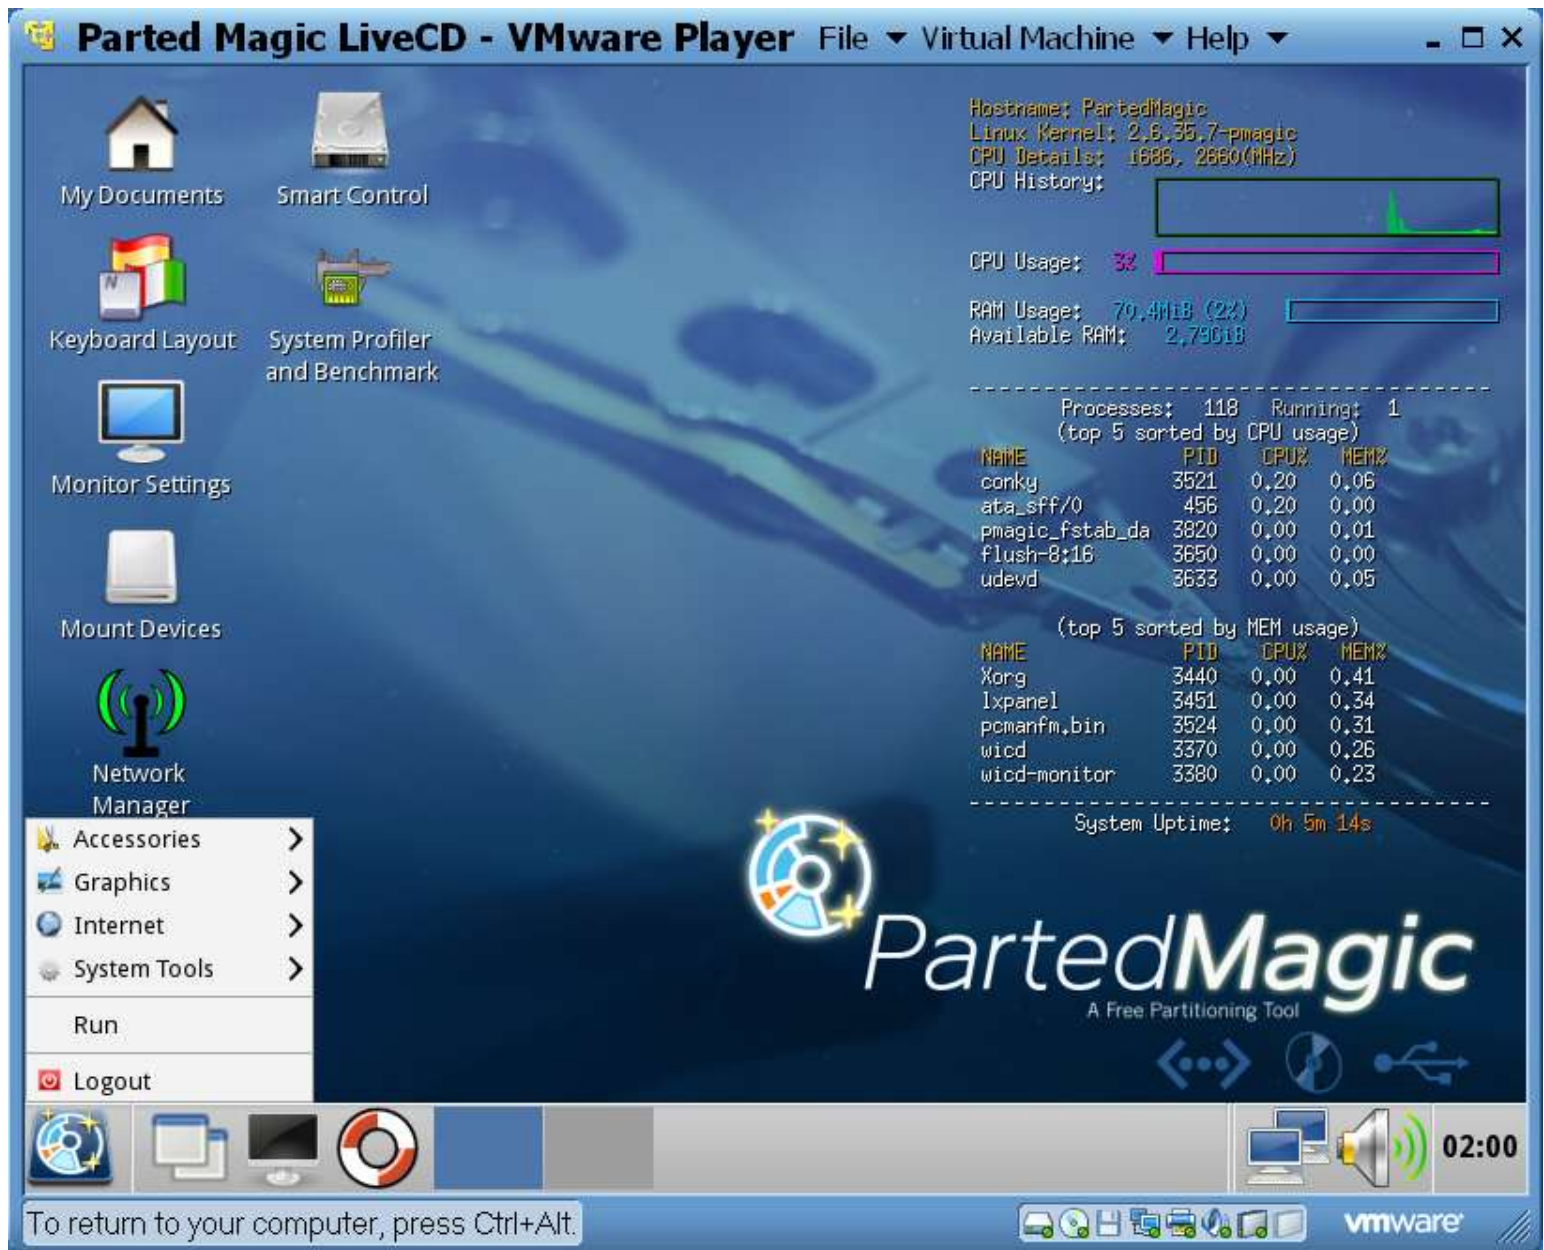 Parted Magic LiveCD - VMware Player File Virtual Machine Help
My Documents
Smart Control
Keyboard Layout
System Profiler
and Benchmark
Monitor Settings
Mount Devices
Network
Manager
Hostname: PartedMagic
Linux Kernel: 2.6.35.7-pmagic
CPU Details: i686, 2660(MHz)
CPU History:
CPU Usage: 3%
RAM Usage: 70.4MiB (2%)
Available RAM: 2.79GiB
Processes: 118 Running: 1
(top 5 sorted by CPU usage)
NAME PID CPU% MEM%
conky 3521 0.20 0.06
ata_sff/0 456 0.20 0.00
pmagic_fstab_da 3820 0.00 0.01
flush-8:16 3650 0.00 0.00
udevd 3633 0.00 0.05
(top 5 sorted by MEM usage)
NAME PID CPU% MEM%
Xorg 3440 0.00 0.41
lxpanel 3451 0.00 0.34
pcmanfm.bin 3524 0.00 0.31
wicd 3370 0.00 0.26
wicd-monitor 3380 0.00 0.23
System Uptime: 0h 5m 14s
PartedMagic
A Free Partitioning Tool
Accessories
Graphics
Internet
System Tools
Run
Logout
02:00
To return to your computer, press Ctrl+Alt.
vmware